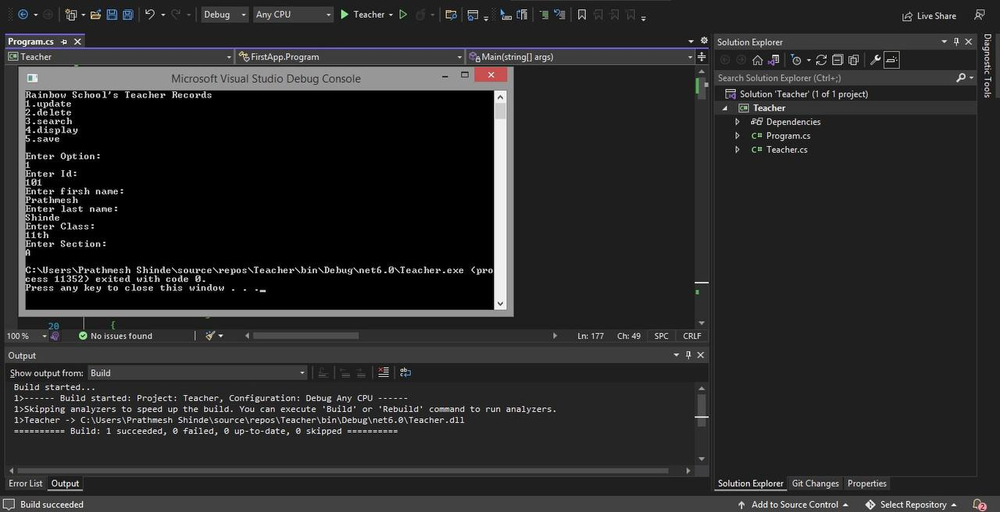 Debug
Any CPU
Teacher
Live Share
Program.cs
Teacher
FirstApp.Program
Main(string[] args)
Microsoft Visual Studio Debug Console
Rainbow School's Teacher Records
1.update
2.delete
3.search
4.display
5.save
Enter Option:
1
Enter Id:
101
Enter firsh name:
Prathmesh
Enter last name:
Shinde
Enter Class:
11th
Enter Section:
A
C:\Users\Prathmesh Shinde\source\repos\Teacher\bin\Debug\net6.0\Teacher.exe (pro
cess 11352) exited with code 0.
Press any key to close this window . . .
20 {
100 %
No issues found
Ln: 177 Ch: 49 SPC CRLF
Output
Show output from: Build
Build started...
1>------ Build started: Project: Teacher, Configuration: Debug Any CPU ------
1>Skipping analyzers to speed up the build. You can execute 'Build' or 'Rebuild' command to run analyzers.
1>Teacher -> C:\Users\Prathmesh Shinde\source\repos\Teacher\bin\Debug\net6.0\Teacher.dll
========== Build: 1 succeeded, 0 failed, 0 up-to-date, 0 skipped ==========
Error List Output
Solution Explorer
Search Solution Explorer (Ctrl+;)
Solution 'Teacher' (1 of 1 project)
Teacher
Dependencies
C# Program.cs
C# Teacher.cs
Solution Explorer Git Changes Properties
Diagnostic Tools
Build succeeded
Add to Source Control
Select Repository
2